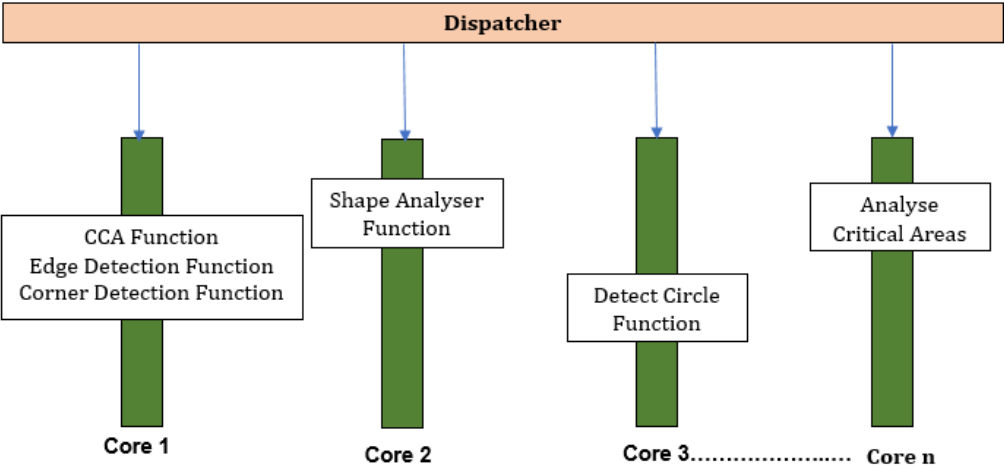 Dispatcher
CCA Function
Edge Detection Function
Corner Detection Function
Shape Analyser
Function
Detect Circle
Function
Analyse
Critical Areas
Core 1
Core 2
Core 3......................
Core n